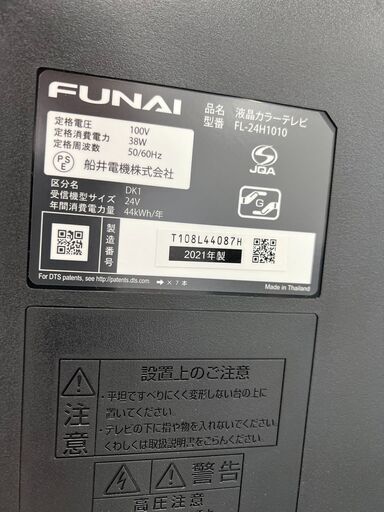 FUNAI
品名 液晶カラーテレビ
型番 FL-24H1010
定格電圧 100V
定格消費電力 38W
定格周波数 50/60Hz
PSE 船井電機株式会社
JQA
G
区分名 DK1
受信機型サイズ 24V
年間消費電力量 44kWh/年
製造番号
T108L44087H
2021年製
For DTS patents, see http://patents.dts.com.
→×7本
Made in Thailand
設置上のご注意
注意
・平坦ですべりにくく変形しない台の上に
置いてください。
・テレビの下に指や物を入れないでください。
くわしくは取扱説明書をごらんください。
警告
高圧注意